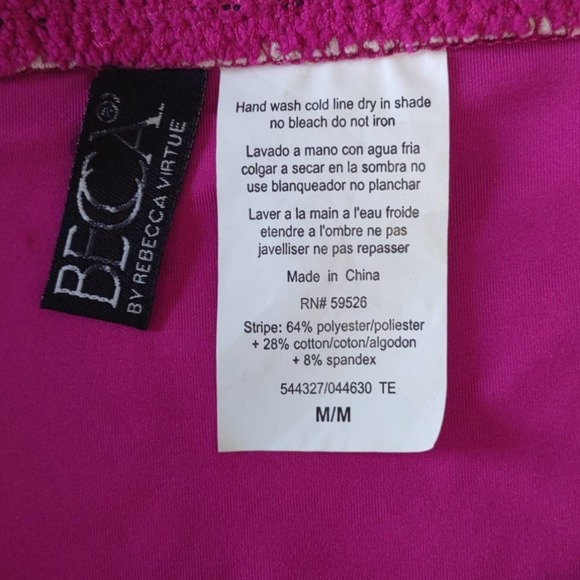 BECCA®
BY REBECCA VIRTUE
Hand wash cold line dry in shade
no bleach do not iron
Lavado a mano con agua fria
colgar a secar en la sombra no
use blanqueador no planchar
Laver a la main a l'eau froide
etendre a l'ombre ne pas
javelliser ne pas repasser
Made in China
RN# 59526
Stripe: 64% polyester/poliester
+ 28% cotton/coton/algodon
+ 8% spandex
544327/044630 TE
M/M